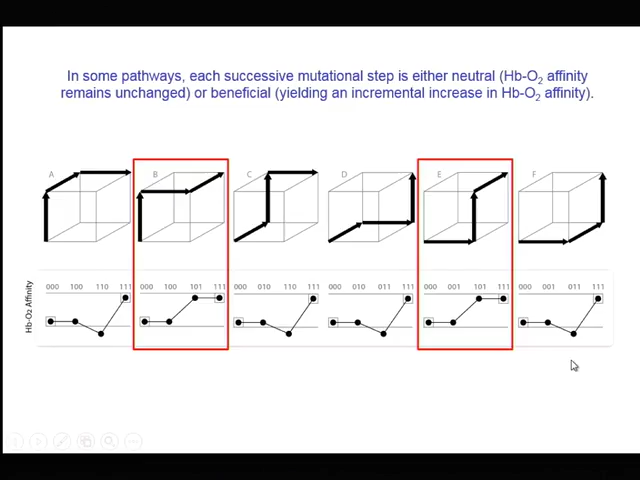 In some pathways, each successive mutational step is either neutral (Hb-O₂ affinity
remains unchanged) or beneficial (yielding an incremental increase in Hb-O₂ affinity).
A B C D E F
Hb-O₂ Affinity
000 100 110 111 000 100 101 111 000 010 110 111 000 010 011 111 000 001 101 111 000 001 011 111